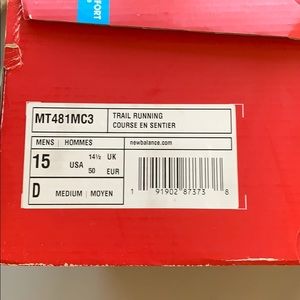 FORT
MT481MC3
TRAIL RUNNING
COURSE EN SENTIER
MENS | HOMMES
newbalance.com
15 USA 14½ UK
50 EUR
D MEDIUM | MOYEN
1 91902 87373 8